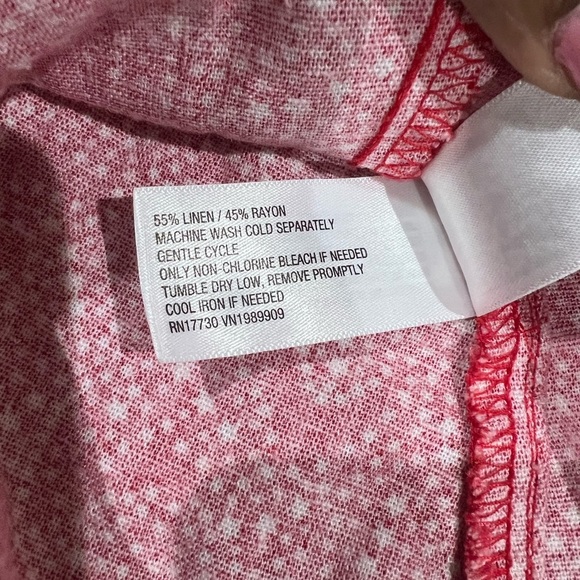 55% LINEN / 45% RAYON
MACHINE WASH COLD SEPARATELY
GENTLE CYCLE
ONLY NON-CHLORINE BLEACH IF NEEDED
TUMBLE DRY LOW, REMOVE PROMPTLY
COOL IRON IF NEEDED
RN17730 VN1989909